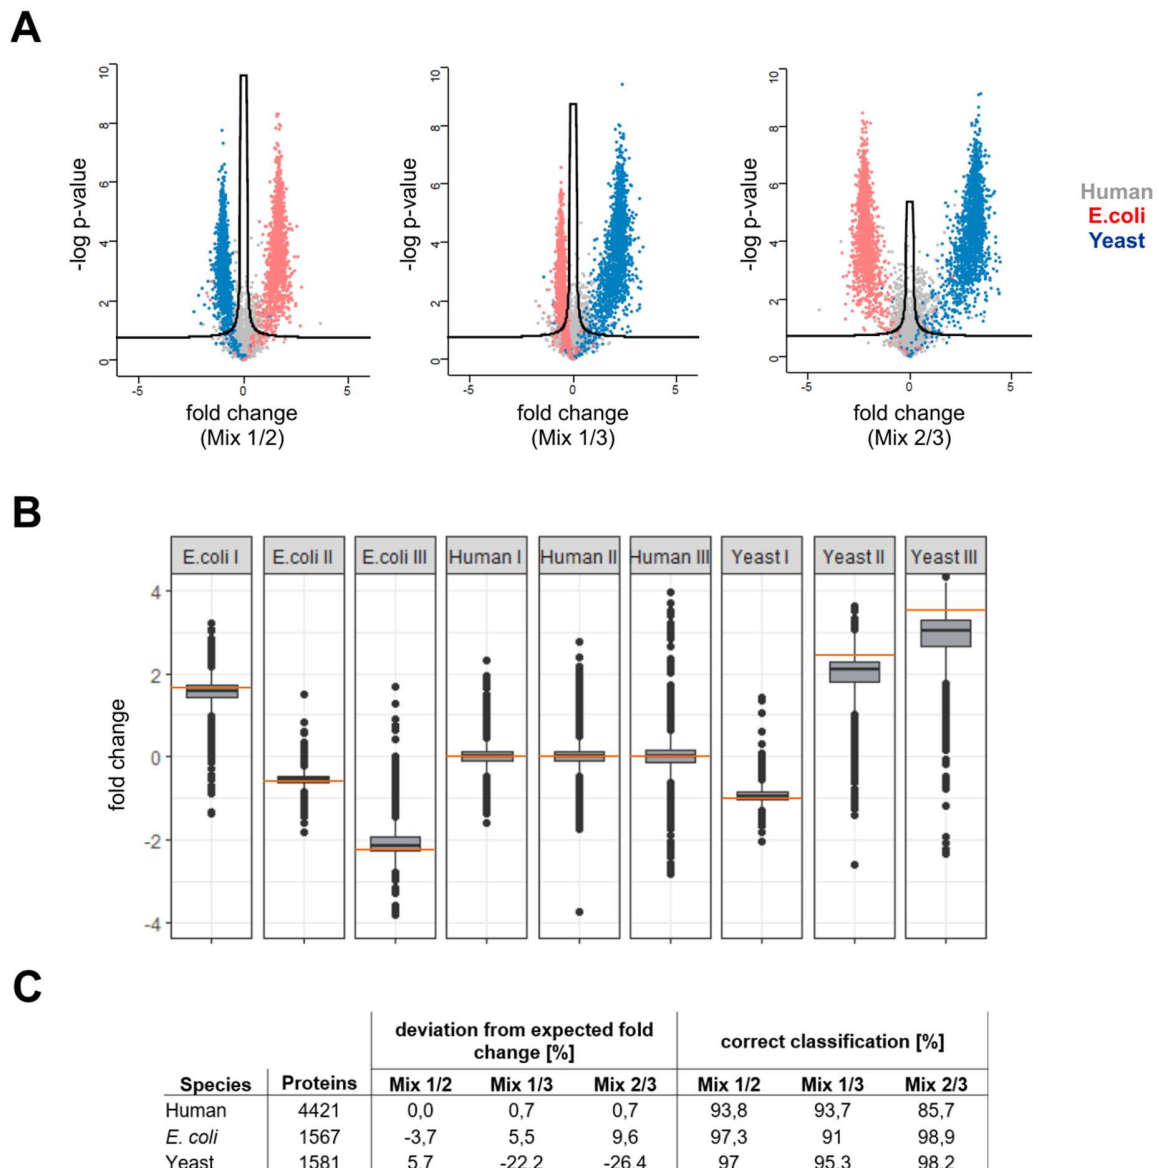 A
10
8
6
4
2
0
-log p-value
-5
0
5
fold change
(Mix 1/2)
10
8
6
4
2
0
-log p-value
-5
0
5
fold change
(Mix 1/3)
10
8
6
4
2
0
-log p-value
-5
0
5
fold change
(Mix 2/3)
Human
E.coli
Yeast
B
E.coli I E.coli II E.coli III Human I Human II Human III Yeast I Yeast II Yeast III
4
2
0
-2
-4
fold change
C
deviation from expected fold change [%] correct classification [%]
Species Proteins Mix 1/2 Mix 1/3 Mix 2/3 Mix 1/2 Mix 1/3 Mix 2/3
Human 4421 0,0 0,7 0,7 93,8 93,7 85,7
E. coli 1567 -3,7 5,5 9,6 97,3 91 98,9
Yeast 1581 5,7 -22,2 -26,4 97 95,3 98,2